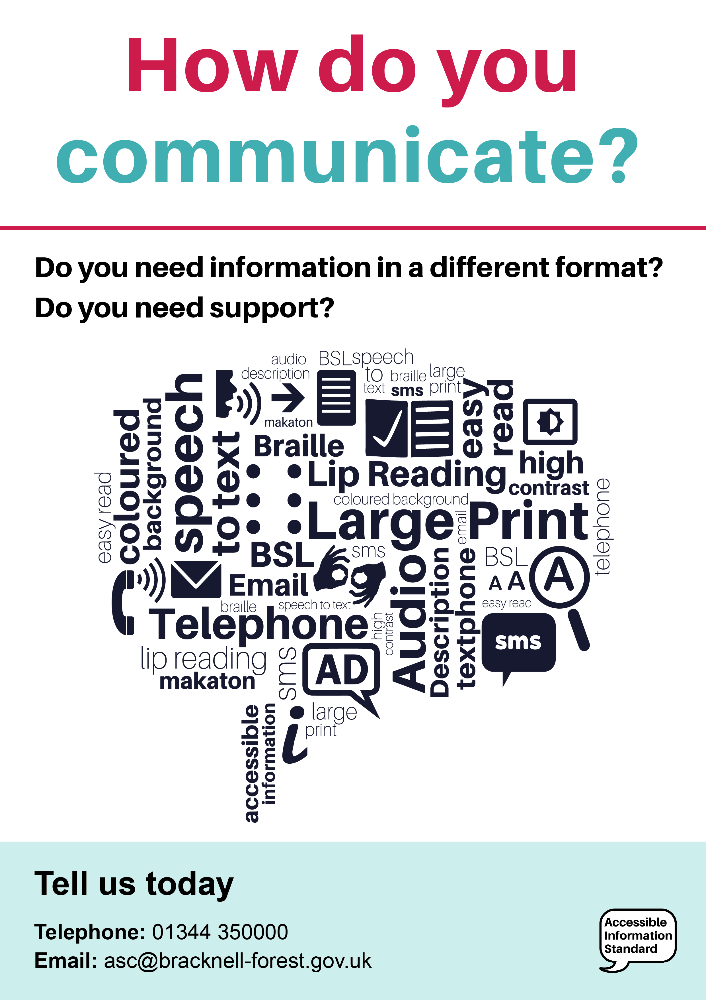 How do you
communicate?
Do you need information in a different format?
Do you need support?
audio
description
BSL
speech
to
text
braille
sms
large
print
easy
read
makaton
coloured
background
speech
to text
easy read
Braille
Lip Reading
high
contrast
coloured background
Large Print
email
telephone
BSL
sms
Email
braille
speech to text
Telephone
high
contrast
Audio
Description
textphone
BSL
A A A
easy read
sms
lip reading
makaton
sms
AD
accessible
information
i
large
print
Tell us today
Telephone: 01344 350000
Email: asc@bracknell-forest.gov.uk
Accessible
Information
Standard